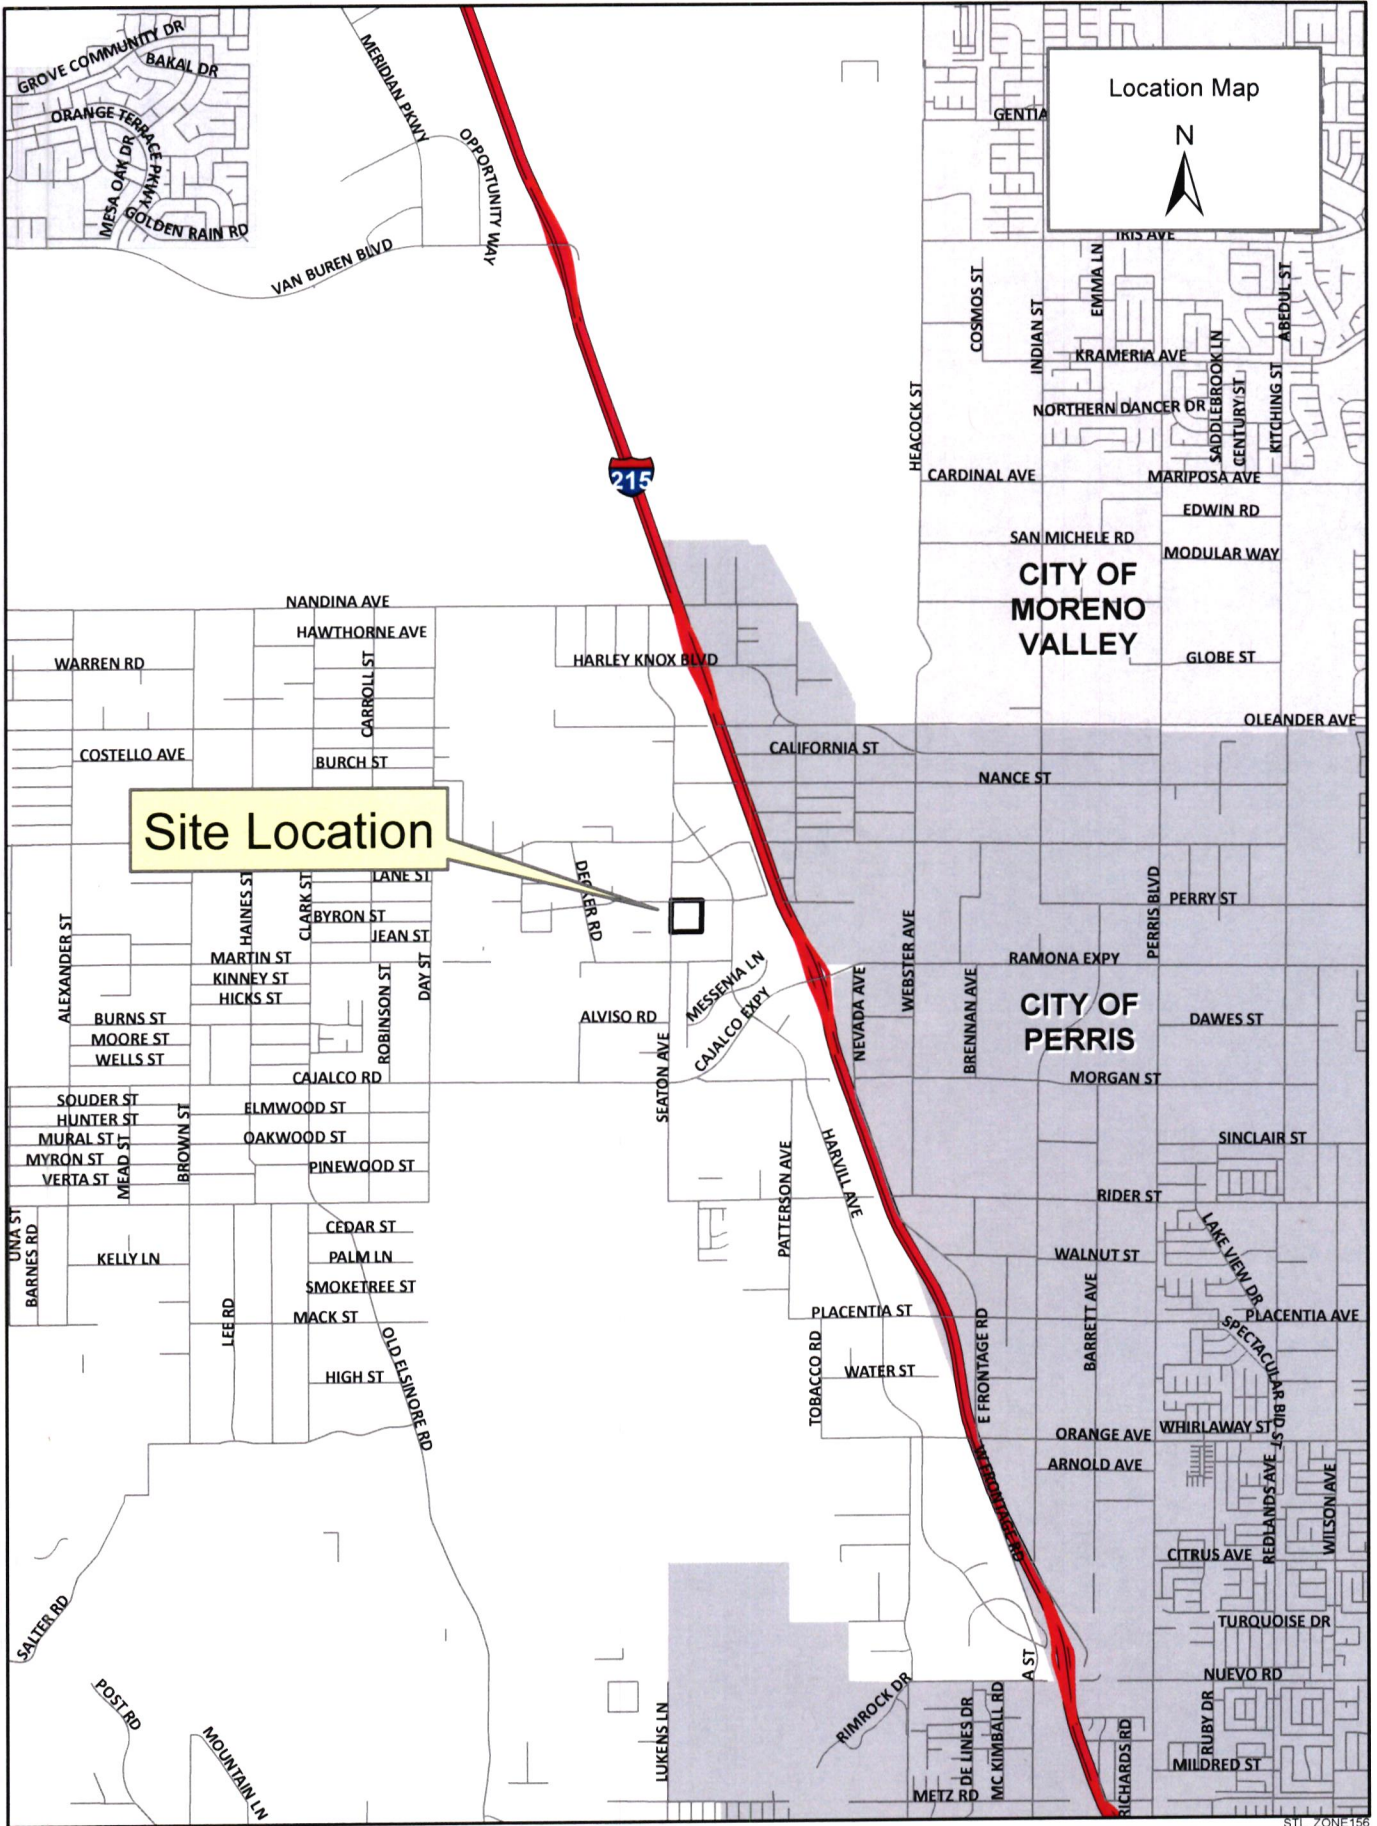 GROVE COMMUNITY DR
BAKAL DR
ORANGE TERRACE PKWY
MESA OAK DR
GOLDEN RAIN RD
VAN BUREN BLVD
MERIDIAN PKWY
OPPORTUNITY WAY
Location Map
N
GENTIA
IRIS AVE
COSMOS ST
EMMA LN
INDIAN ST
ABEDUL ST
KRAMERIA AVE
SADDLEBROOK LN
CENTURY ST
KITCHING ST
HEACOCK ST
NORTHERN DANCER DR
215
CARDINAL AVE
MARIPOSA AVE
EDWIN RD
SAN MICHELE RD
MODULAR WAY
CITY OF
MORENO
VALLEY
GLOBE ST
NANDINA AVE
HAWTHORNE AVE
WARREN RD
CARROLL ST
HARLEY KNOX BLVD
OLEANDER AVE
COSTELLO AVE
BURCH ST
CALIFORNIA ST
NANCE ST
Site Location
LANE ST
DECKER RD
HAINES ST
CLARK ST
BYRON ST
JEAN ST
PERRIS BLVD
PERRY ST
ALEXANDER ST
WEBSTER AVE
MARTIN ST
KINNEY ST
HICKS ST
ROBINSON ST
DAY ST
MESSENIA LN
RAMONA EXPY
NEVADA AVE
BRENNAN AVE
CITY OF
PERRIS
DAWES ST
BURNS ST
MOORE ST
WELLS ST
ALVISO RD
CAJALCO EXPY
SEATON AVE
CAJALCO RD
MORGAN ST
SOUDER ST
HUNTER ST
MURAL ST
MYRON ST
VERTA ST
MEAD ST
BROWN ST
ELMWOOD ST
OAKWOOD ST
PINEWOOD ST
PATTERSON AVE
HARVILL AVE
SINCLAIR ST
RIDER ST
UNA ST
BARNES RD
KELLY LN
CEDAR ST
PALM LN
SMOKETREE ST
MACK ST
LEE RD
HIGH ST
OLD ELSINORE RD
WALNUT ST
LAKE VIEW DR
BARRETT AVE
PLACENTIA ST
PLACENTIA AVE
SPECTACULAR BID ST
TOBACCO RD
WATER ST
E FRONTAGE RD
ORANGE AVE
WHIRLAWAY ST
ARNOLD AVE
W FRONTAGE RD
REDLANDS AVE
WILSON AVE
CITRUS AVE
TURQUOISE DR
SALTER RD
A ST
NUEVO RD
POST RD
MOUNTAIN LN
LUKENS LN
RIMROCK DR
DE LINES DR
MC KIMBALL RD
RUBY DR
RICHARDS RD
MILDRED ST
METZ RD
STL_ZONE156